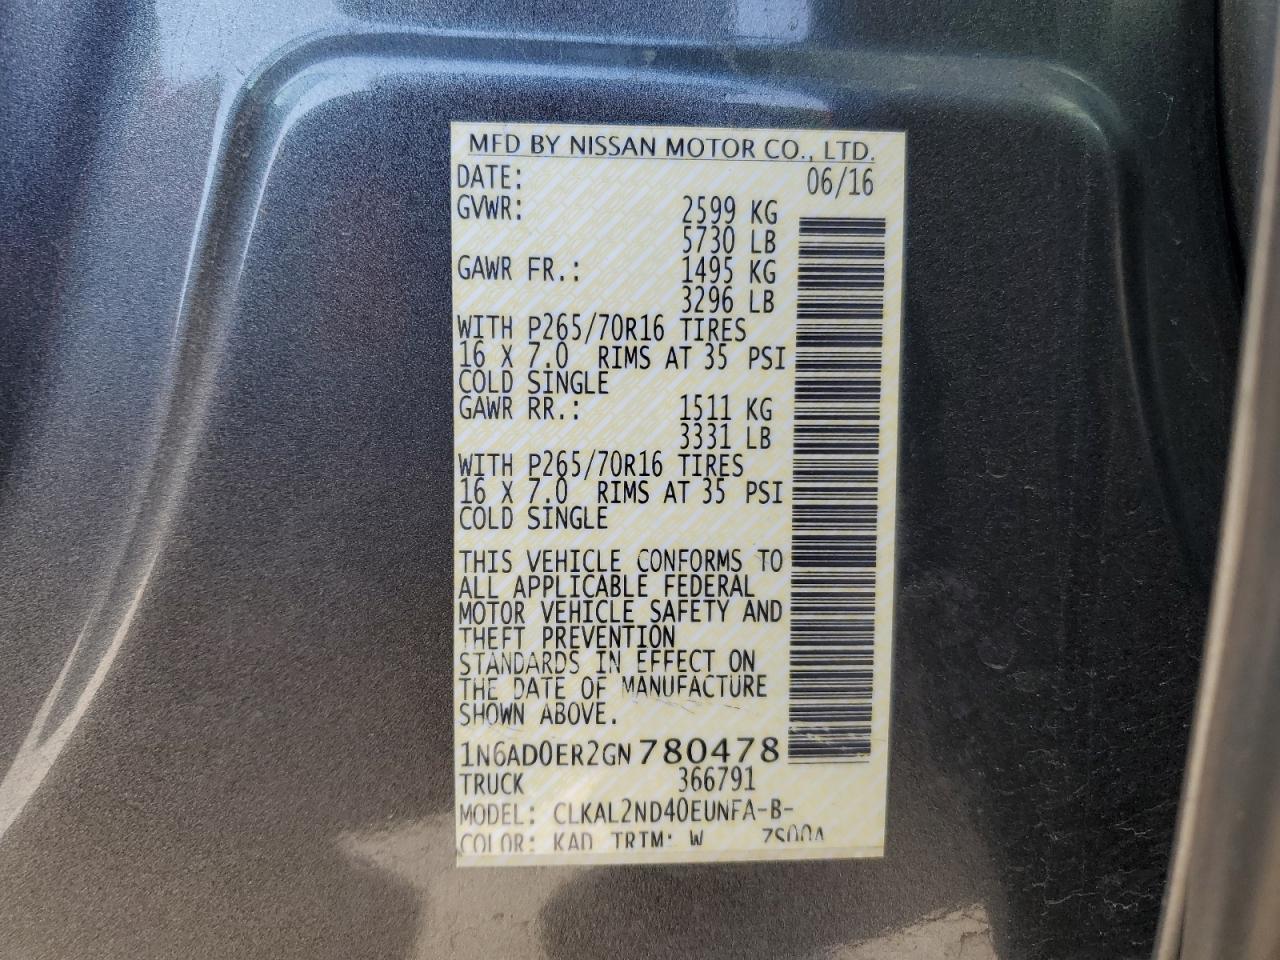 MFD BY NISSAN MOTOR CO., LTD.
DATE: 06/16
GVWR: 2599 KG
5730 LB
GAWR FR.: 1495 KG
3296 LB
WITH P265/70R16 TIRES
16 X 7.0 RIMS AT 35 PSI
COLD SINGLE
GAWR RR.: 1511 KG
3331 LB
WITH P265/70R16 TIRES
16 X 7.0 RIMS AT 35 PSI
COLD SINGLE
THIS VEHICLE CONFORMS TO
ALL APPLICABLE FEDERAL
MOTOR VEHICLE SAFETY AND
THEFT PREVENTION
STANDARDS IN EFFECT ON
THE DATE OF MANUFACTURE
SHOWN ABOVE.
1N6AD0ER2GN780478
TRUCK 366791
MODEL: CLKAL2ND40EUNFA-B-
COLOR: KAD TRIM: W